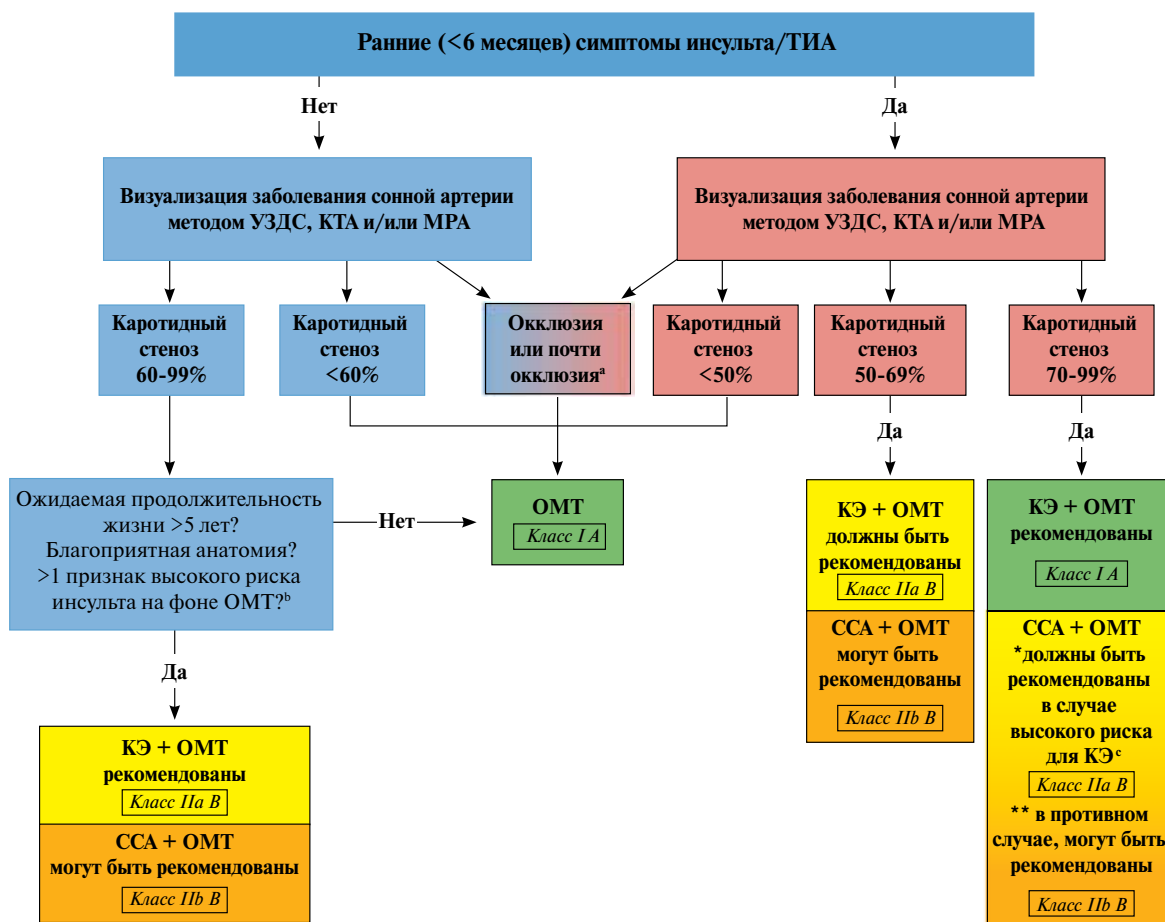 Ранние (<6 месяцев) симптомы инсульта/ТИА
Нет
Да
Визуализация заболевания сонной артерии
методом УЗДС, КТА и/или МРА
Визуализация заболевания сонной артерии
методом УЗДС, КТА и/или МРА
Каротидный
стеноз
60-99%
Каротидный
стеноз
<60%
Окклюзия
или почти
окклюзияᵃ
Каротидный
стеноз
<50%
Каротидный
стеноз
50-69%
Каротидный
стеноз
70-99%
Да
Да
Ожидаемая продолжительность
жизни >5 лет?
Благоприятная анатомия?
>1 признак высокого риска
инсульта на фоне ОМТ?ᵇ
Нет
ОМТ
Класс I А
КЭ + ОМТ
должны быть
рекомендованы
Класс IIa В
ССА + ОМТ
могут быть
рекомендованы
Класс IIb В
КЭ + ОМТ
рекомендованы
Класс I А
ССА + ОМТ
*должны быть
рекомендованы
в случае
высокого риска
для КЭᶜ
Класс IIa В
** в противном
случае, могут быть
рекомендованы
Класс IIb В
Да
КЭ + ОМТ
рекомендованы
Класс IIa В
ССА + ОМТ
могут быть рекомендованы
Класс IIb В